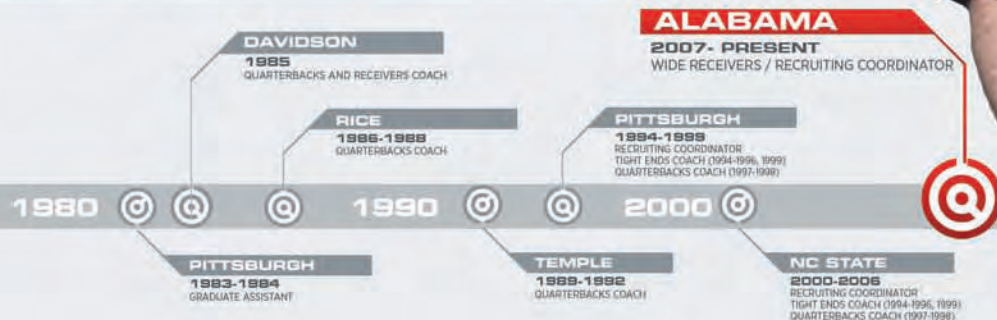 DAVIDSON
1985
QUARTERBACKS AND RECEIVERS COACH
RICE
1986-1988
QUARTERBACKS COACH
PITTSBURGH
1994-1999
RECRUITING COORDINATOR
TIGHT ENDS COACH (1994-1996, 1999)
QUARTERBACKS COACH (1997-1998)
ALABAMA
2007- PRESENT
WIDE RECEIVERS / RECRUITING COORDINATOR
1980
1990
2000
PITTSBURGH
1983-1984
GRADUATE ASSISTANT
TEMPLE
1989-1992
QUARTERBACKS COACH
NC STATE
2000-2006
RECRUITING COORDINATOR
TIGHT ENDS COACH (1994-1996, 1999)
QUARTERBACKS COACH (1997-1998)